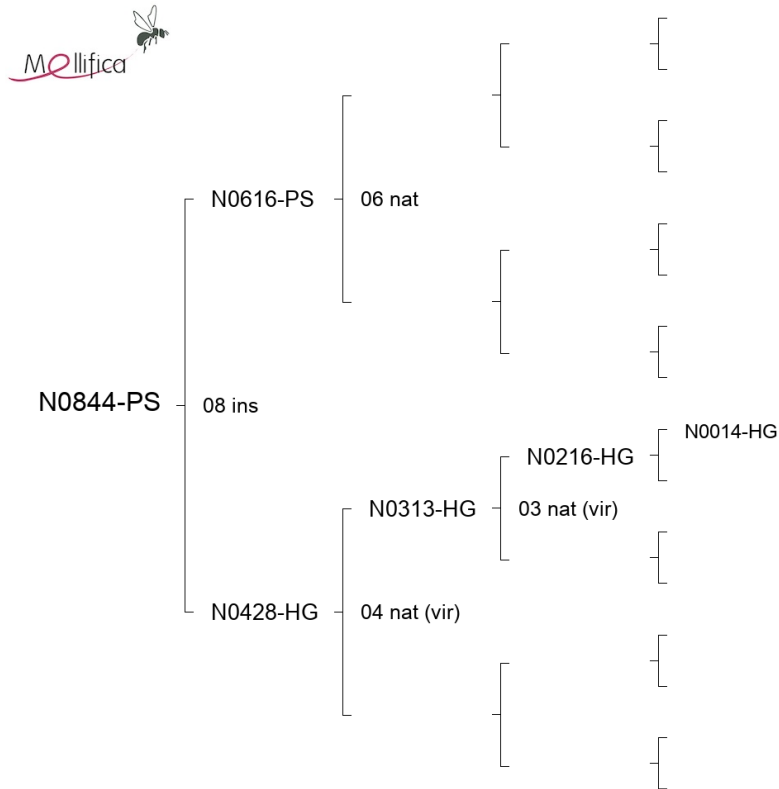 Mellifica
N0616-PS
06 nat
N0844-PS
08 ins
N0014-HG
N0216-HG
N0313-HG
03 nat (vir)
N0428-HG
04 nat (vir)